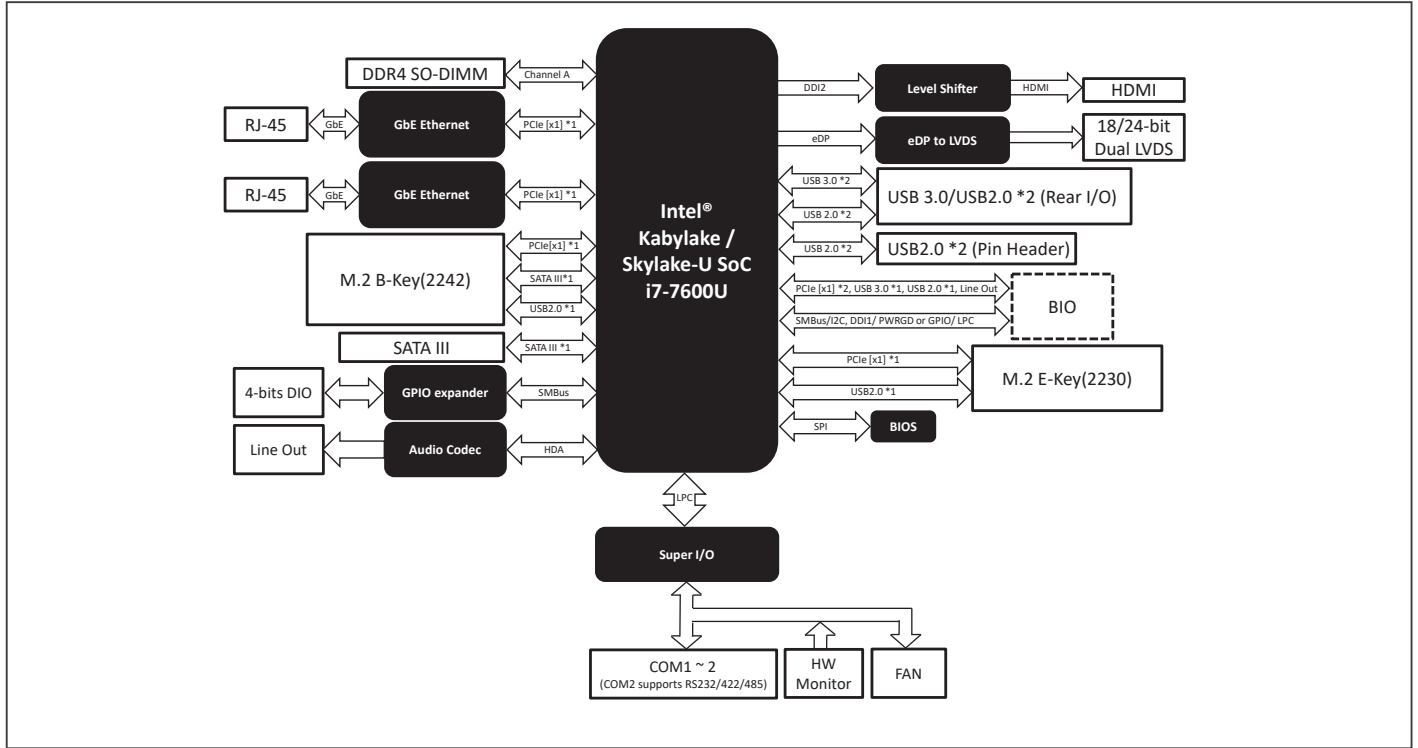 DDR4 SO-DIMM
Channel A
RJ-45
GbE
GbE Ethernet
PCIe [x1] *1
RJ-45
GbE
GbE Ethernet
PCIe [x1] *1
M.2 B-Key(2242)
PCIe[x1] *1
SATA III*1
USB2.0 *1
SATA III
SATA III *1
4-bits DIO
GPIO expander
SMBus
Line Out
Audio Codec
HDA
Intel®
Kabylake /
Skylake-U SoC
i7-7600U
DDI2
Level Shifter
HDMI
HDMI
eDP
eDP to LVDS
18/24-bit
Dual LVDS
USB 3.0 *2
USB 2.0 *2
USB 3.0/USB2.0 *2 (Rear I/O)
USB 2.0 *2
USB2.0 *2 (Pin Header)
PCIe [x1] *2, USB 3.0 *1, USB 2.0 *1, Line Out
SMBus/I2C, DDI1/ PWRGD or GPIO/ LPC
BIO
PCIe [x1] *1
USB2.0 *1
M.2 E-Key(2230)
SPI
BIOS
LPC
Super I/O
COM1 ~ 2
(COM2 supports RS232/422/485)
HW
Monitor
FAN